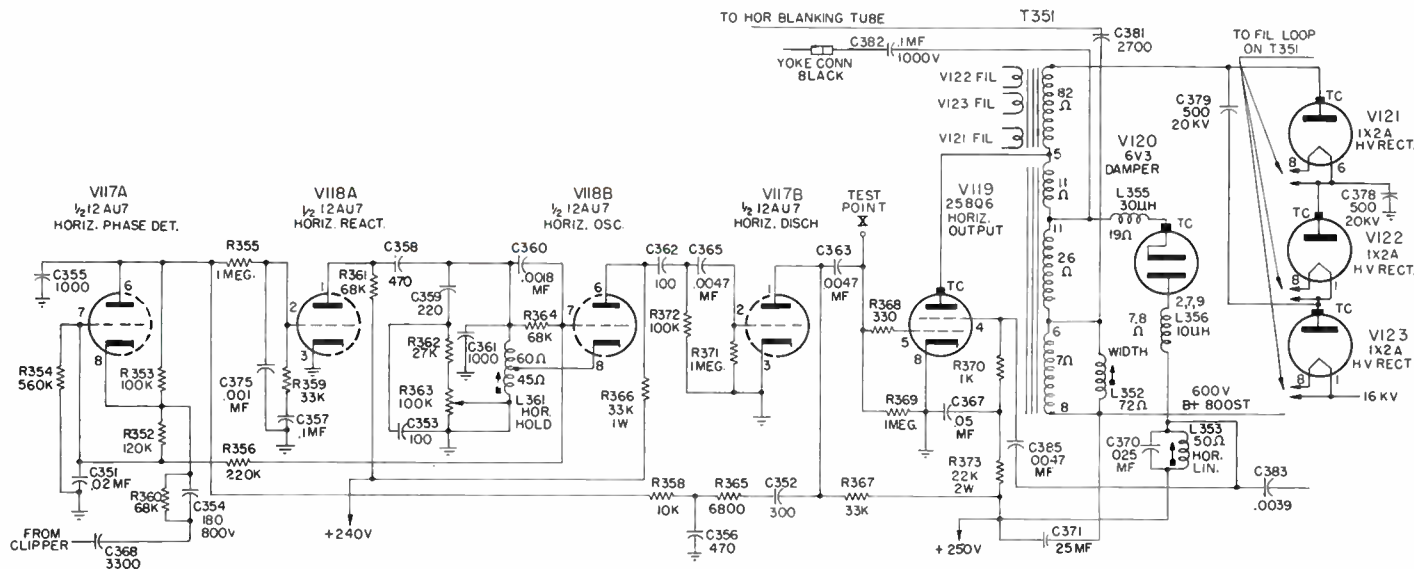 TO HOR BLANKING TUBE
T351
C382
.1MF
1000V
YOKE CONN
BLACK
C381
2700
TO FIL LOOP
ON T351
V122 FIL
V123 FIL
V121 FIL
82
Ω
5
11
Ω
11
26
Ω
6
7Ω
8
C379
500
20KV
TC
V121
1X2A
HV RECT.
8
6
C378
500
20KV
TC
V122
1X2A
HV RECT.
8
1
TC
V123
1X2A
HV RECT.
8
1
16 KV
V120
6V3
DAMPER
L355
30UH
19Ω
TC
2,7,9
7.8
Ω
L356
10UH
WIDTH
L352
72Ω
600V
B+ BOOST
L353
50Ω
HOR.
LIN.
C370
025
MF
C383
.0039
V117A
½ 12AU7
HORIZ. PHASE DET.
V118A
½ 12AU7
HORIZ. REACT.
V118B
½ 12AU7
HORIZ. OSC.
V117B
½ 12AU7
HORIZ. DISCH
TEST
POINT
X
V119
25BQ6
HORIZ.
OUTPUT
C355
1000
6
7
8
R354
560K
R353
100K
R352
120K
C351
.02MF
R360
68K
C354
180
800V
FROM
CLIPPER
C368
3300
R355
1MEG.
R356
220K
C375
.001
MF
R359
33K
C357
.1MF
1
2
3
R361
68K
C358
470
C359
220
R362
27K
R363
100K
C353
100
C361
1000
C360
.0018
MF
R364
68K
60Ω
45Ω
L361
HOR.
HOLD
6
7
8
R366
33K
1W
C362
100
C365
.0047
MF
R372
100K
R371
1MEG.
1
2
3
C363
.0047
MF
R368
330
TC
4
5
8
R370
1K
R369
1MEG.
C367
.05
MF
C385
.0047
MF
R373
22K
2W
+240V
R358
10K
R365
6800
C352
300
R367
33K
C356
470
+250V
C371
25MF